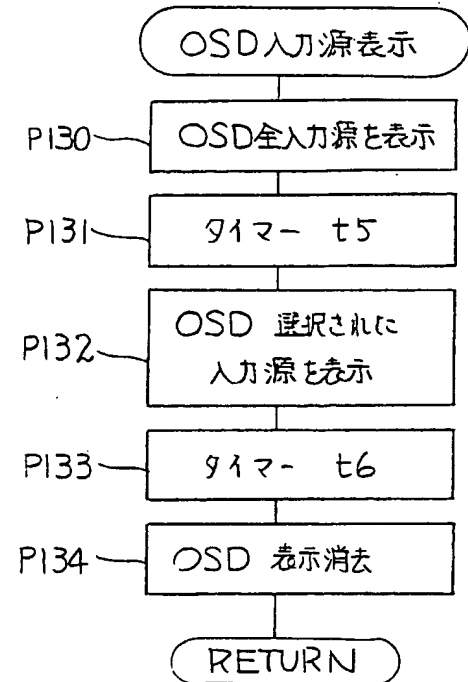 OSD入力源表示
P130
OSD全入力源を表示
P131
タイマー t5
P132
OSD 選択された
入力源を表示
P133
タイマー t6
P134
OSD 表示消去
RETURN